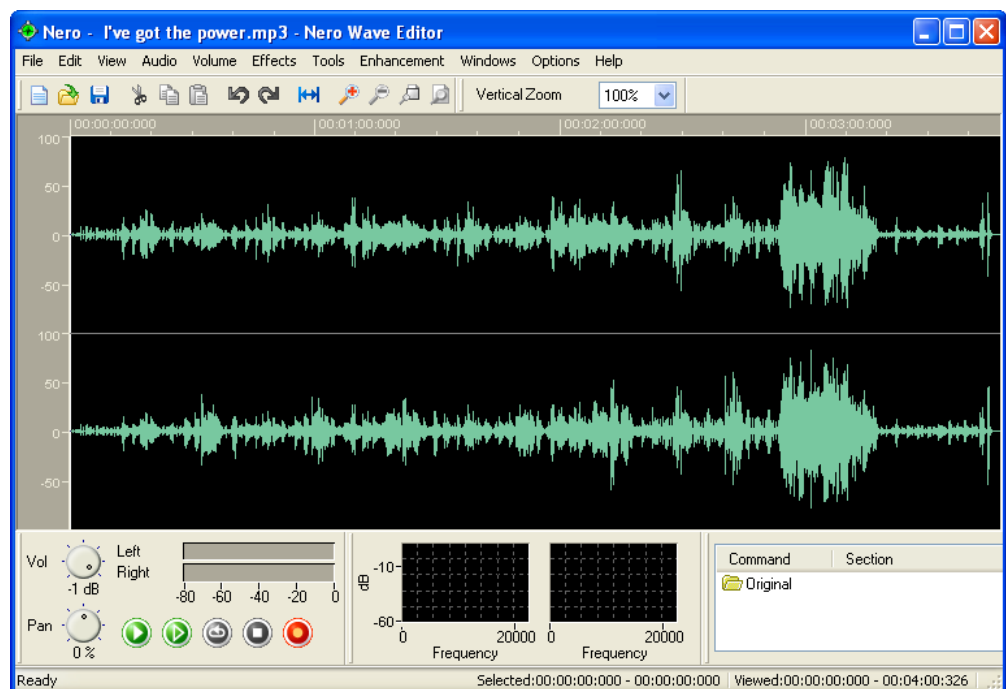 Nero - I've got the power.mp3 - Nero Wave Editor
File Edit View Audio Volume Effects Tools Enhancement Windows Options Help
Vertical Zoom 100%
00:00:00:000 00:01:00:000 00:02:00:000 00:03:00:000
100
50
0
-50
100
50
0
-50
Vol
-1 dB
Pan
0 %
Left
Right
-80 -60 -40 -20 0
dB
-10
-60
0 20000
Frequency
0 20000
Frequency
Command Section
Original
Ready
Selected:00:00:00:000 - 00:00:00:000 Viewed:00:00:00:000 - 00:04:00:326